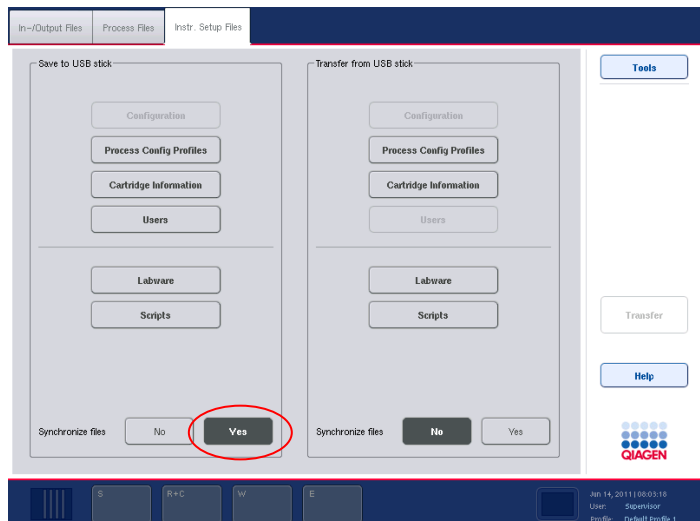 In-/Output Files
Process Files
Instr. Setup Files
Save to USB stick
Configuration
Process Config Profiles
Cartridge Information
Users
Labware
Scripts
Synchronize files
No
Yes
Transfer from USB stick
Configuration
Process Config Profiles
Cartridge Information
Users
Labware
Scripts
Synchronize files
No
Yes
Tools
Transfer
Help
QIAGEN
S
R+C
W
E
Jun 14, 2011 | 08:03:18
User: Supervisor
Profile: Default Profile 1